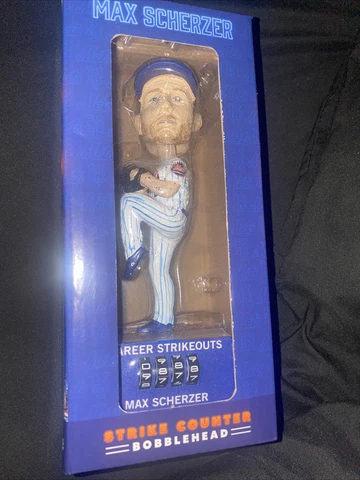 MAX SCHERZER
AREER STRIKEOUTS
MAX SCHERZER
STRIKE COUNTER
BOBBLEHEAD